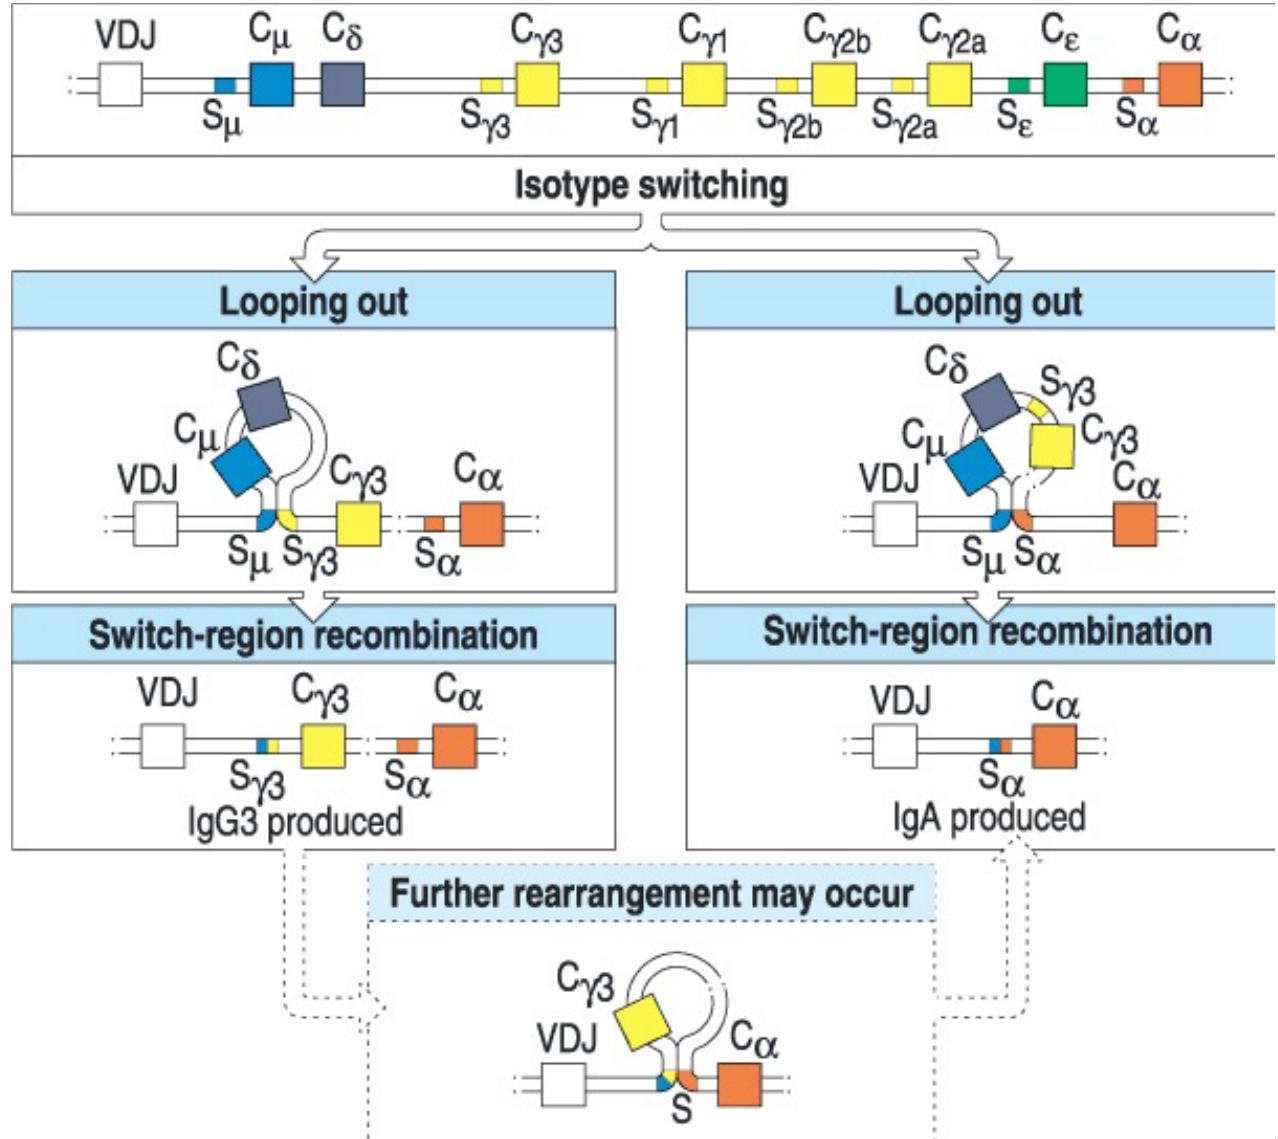 VDJ Cμ Cδ Cγ3 Cγ1 Cγ2b Cγ2a Cε Cα
Sμ Sγ3 Sγ1 Sγ2b Sγ2a Sε Sα
Isotype switching
Looping out
Cδ
Cμ
VDJ Cγ3 Cα
Sμ Sγ3 Sα
Switch-region recombination
VDJ Cγ3 Cα
Sγ3 Sα
IgG3 produced
Looping out
Cδ Sγ3
Cμ Cγ3
VDJ Cα
Sμ Sα
Switch-region recombination
VDJ Cα
Sα
IgA produced
Further rearrangement may occur
Cγ3
VDJ Cα
S